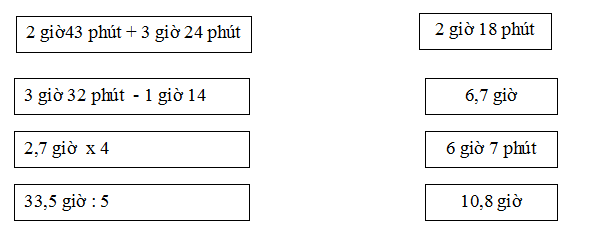 2 giờ43 phút + 3 giờ 24 phút
2 giờ 18 phút
3 giờ 32 phút - 1 giờ 14
6,7 giờ
2,7 giờ x 4
6 giờ 7 phút
33,5 giờ : 5
10,8 giờ